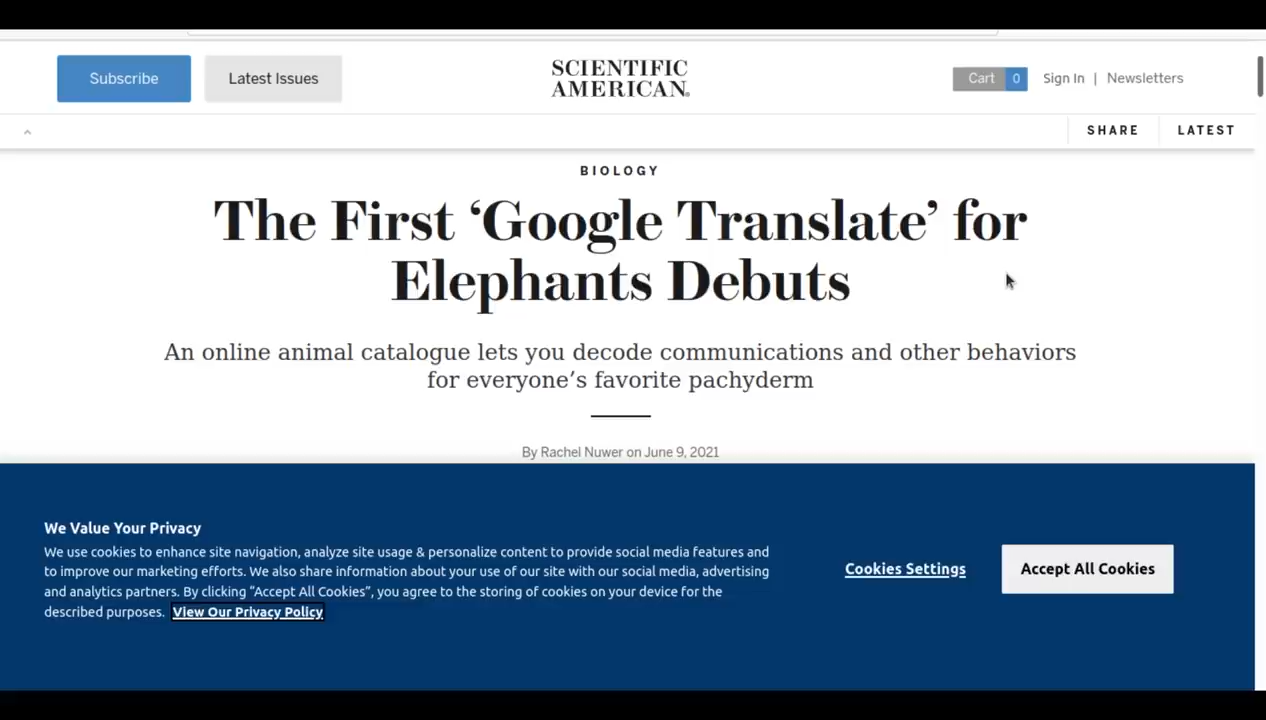 Subscribe
Latest Issues
SCIENTIFIC
AMERICAN®
Cart 0
Sign In | Newsletters
SHARE
LATEST
BIOLOGY
The First ‘Google Translate’ for
Elephants Debuts
An online animal catalogue lets you decode communications and other behaviors
for everyone’s favorite pachyderm
By Rachel Nuwer on June 9, 2021
We Value Your Privacy
We use cookies to enhance site navigation, analyze site usage & personalize content to provide social media features and
to improve our marketing efforts. We also share information about your use of our site with our social media, advertising
and analytics partners. By clicking “Accept All Cookies”, you agree to the storing of cookies on your device for the
described purposes. View Our Privacy Policy
Cookies Settings
Accept All Cookies